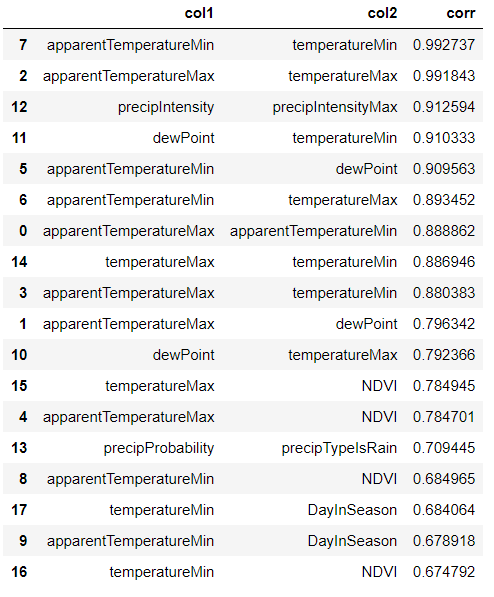 col1 col2 corr
7 apparentTemperatureMin temperatureMin 0.992737
2 apparentTemperatureMax temperatureMax 0.991843
12 precipIntensity precipIntensityMax 0.912594
11 dewPoint temperatureMin 0.910333
5 apparentTemperatureMin dewPoint 0.909563
6 apparentTemperatureMin temperatureMax 0.893452
0 apparentTemperatureMax apparentTemperatureMin 0.888862
14 temperatureMax temperatureMin 0.886946
3 apparentTemperatureMax temperatureMin 0.880383
1 apparentTemperatureMax dewPoint 0.796342
10 dewPoint temperatureMax 0.792366
15 temperatureMax NDVI 0.784945
4 apparentTemperatureMax NDVI 0.784701
13 precipProbability precipTypeIsRain 0.709445
8 apparentTemperatureMin NDVI 0.684965
17 temperatureMin DayInSeason 0.684064
9 apparentTemperatureMin DayInSeason 0.678918
16 temperatureMin NDVI 0.674792